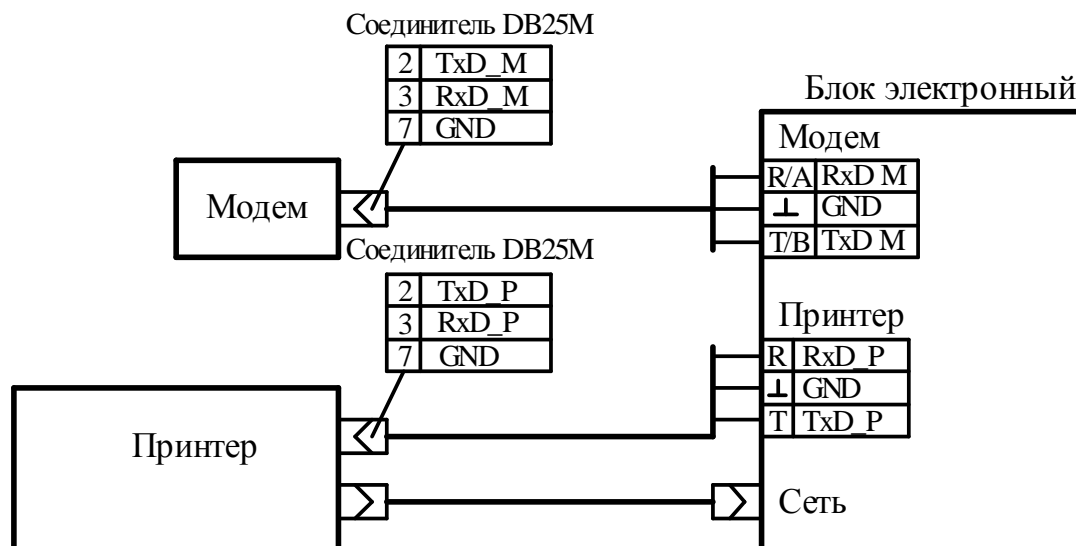 Соединитель DB25M
2 TxD_M
3 RxD_M
7 GND
Блок электронный
Модем
R/A RxD M
⊥ GND
T/B TxD M
Модем
Соединитель DB25M
2 TxD_P
3 RxD_P
7 GND
Принтер
R RxD_P
⊥ GND
T TxD_P
Принтер
Сеть